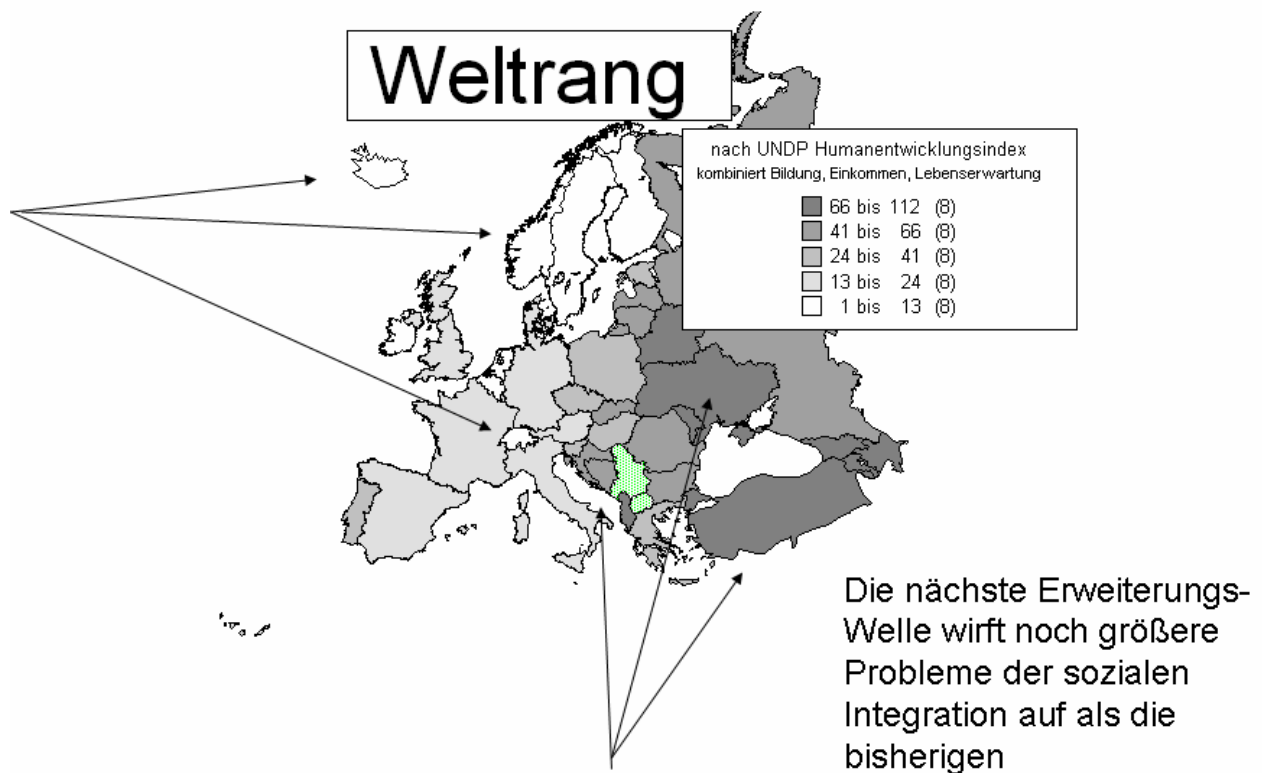 Weltrang
nach UNDP Humanentwicklungsindex
kombiniert Bildung, Einkommen, Lebenserwartung
66 bis 112 (8)
41 bis 66 (8)
24 bis 41 (8)
13 bis 24 (8)
1 bis 13 (8)
Die nächste Erweiterungs-
Welle wirft noch größere
Probleme der sozialen
Integration auf als die
bisherigen